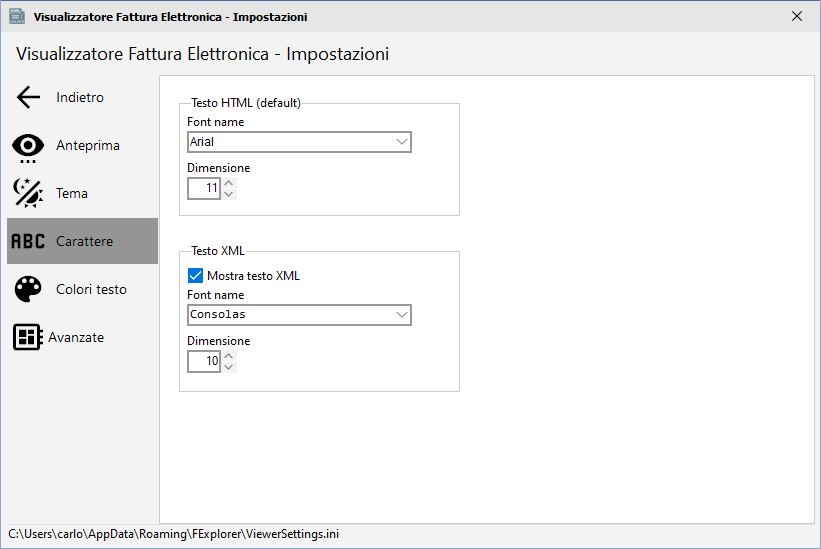 Visualizzatore Fattura Elettronica - Impostazioni
Visualizzatore Fattura Elettronica - Impostazioni
Indietro
Anteprima
Tema
ABC Carattere
Colori testo
Avanzate
Testo HTML (default)
Font name
Arial
Dimensione
11
Testo XML
Mostra testo XML
Font name
Consolas
Dimensione
10
C:\Users\carlo\AppData\Roaming\FExplorer\ViewerSettings.ini